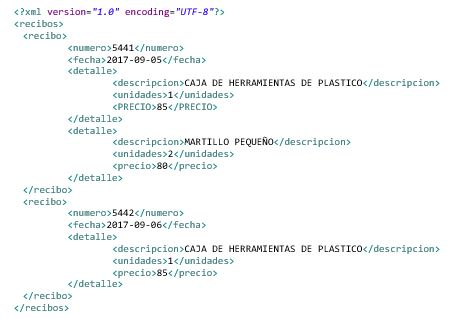 <?xml version="1.0" encoding="UTF-8"?>
<recibos>
<recibo>
<numero>5441</numero>
<fecha>2017-09-05</fecha>
<detalle>
<descripcion>CAJA DE HERRAMIENTAS DE PLASTICO</descripcion>
<unidades>1</unidades>
<PRECIO>85</PRECIO>
</detalle>
<detalle>
<descripcion>MARTILLO PEQUEÑO</descripcion>
<unidades>2</unidades>
<precio>80</precio>
</detalle>
</recibo>
<recibo>
<numero>5442</numero>
<fecha>2017-09-06</fecha>
<detalle>
<descripcion>CAJA DE HERRAMIENTAS DE PLASTICO</descripcion>
<unidades>1</unidades>
<precio>85</precio>
</detalle>
</recibo>
</recibos>